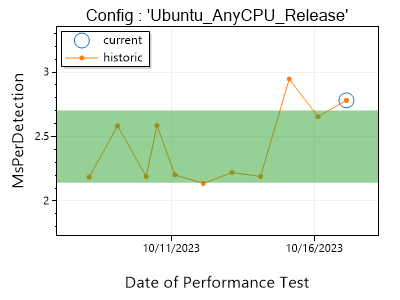 Config : 'Ubuntu_AnyCPU_Release'
current
historic
MsPerDetection
3
2.5
2
10/11/2023
10/16/2023
Date of Performance Test